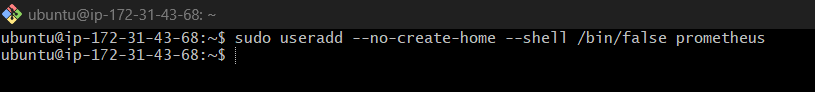 ubuntu@ip-172-31-43-68: ~
ubuntu@ip-172-31-43-68:~$ sudo useradd --no-create-home --shell /bin/false prometheus
ubuntu@ip-172-31-43-68:~$